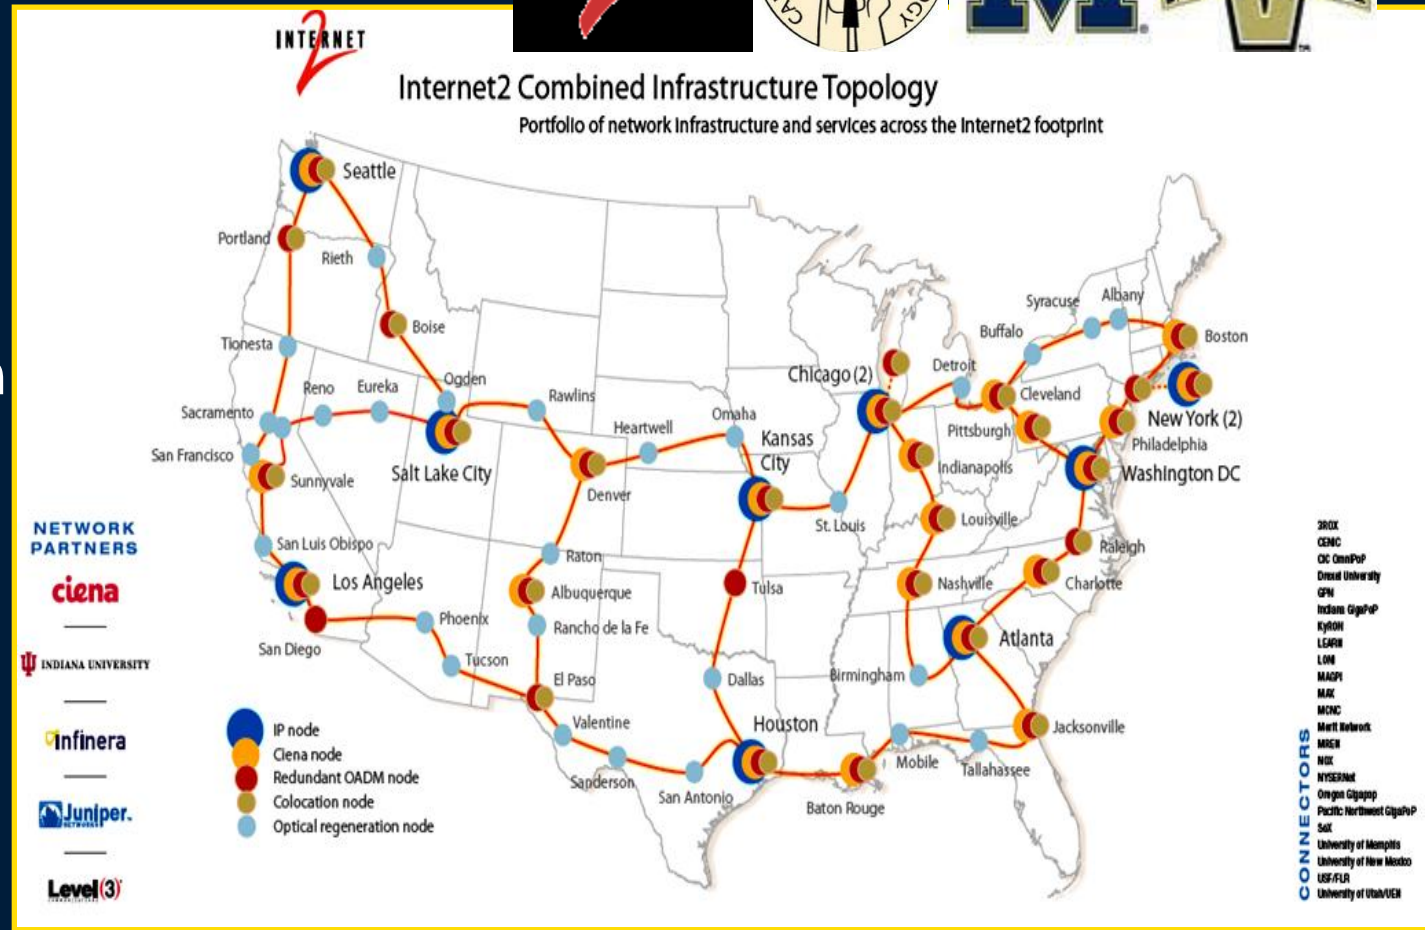 INTERNET
2
Internet2 Combined Infrastructure Topology
Portfolio of network infrastructure and services across the Internet2 footprint
Seattle
Portland
Rieth
Boise
Tionesta
Reno
Eureka
Ogden
Rawlins
Sacramento
San Francisco
Sunnyvale
Salt Lake City
Heartwell
Omaha
Denver
Kansas
City
St. Louis
Chicago (2)
Detroit
Buffalo
Syracuse
Albany
Boston
Cleveland
New York (2)
Pittsburgh
Philadelphia
Indianapolis
Washington DC
Louisville
Raleigh
Nashville
Charlotte
Atlanta
Birmingham
Jacksonville
Tallahassee
Mobile
Baton Rouge
Houston
Dallas
Tulsa
San Antonio
Sanderson
Valentine
El Paso
Rancho de la Fe
Albuquerque
Raton
Tucson
Phoenix
San Diego
Los Angeles
San Luis Obispo
IP node
Ciena node
Redundant OADM node
Colocation node
Optical regeneration node
NETWORK
PARTNERS
ciena
INDIANA UNIVERSITY
infinera
Juniper
NETWORKS
Level(3)
CONNECTORS
3ROX
CENIC
CIC OmniPoP
Drexel University
GPN
Indiana GigaPoP
KyRON
LEARN
LONI
MAGPI
MAX
MCNC
Merit Network
MREN
NOX
NYSERNet
Oregon Gigapop
Pacific Northwest GigaPoP
SoX
University of Memphis
University of New Mexico
USF/FLR
University of Utah/UEN